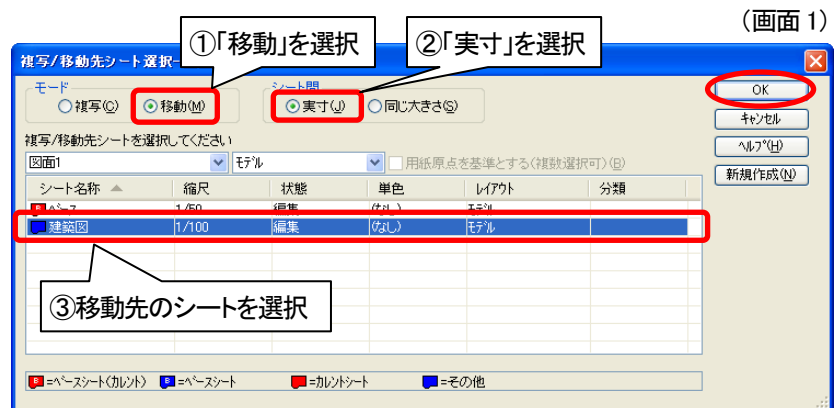 (画面 1)
①「移動」を選択
②「実寸」を選択
複写/移動先シート選択
モード
シート間
○複写(C) ◉移動(M)
◉実寸(J) ○同じ大きさ(S)
OK
キャンセル
ヘルプ(H)
新規作成(N)
複写/移動先シートを選択してください
図面1 モデル 用紙原点を基準とする(複数選択可)(B)
シート名称 縮尺 状態 単色 レイアウト 分類
ベース 1/50 編集 (なし) モデル
建築図 1/100 編集 (なし) モデル
③移動先のシートを選択
B =ベースシート(カレント) B =ベースシート =カレントシート =その他